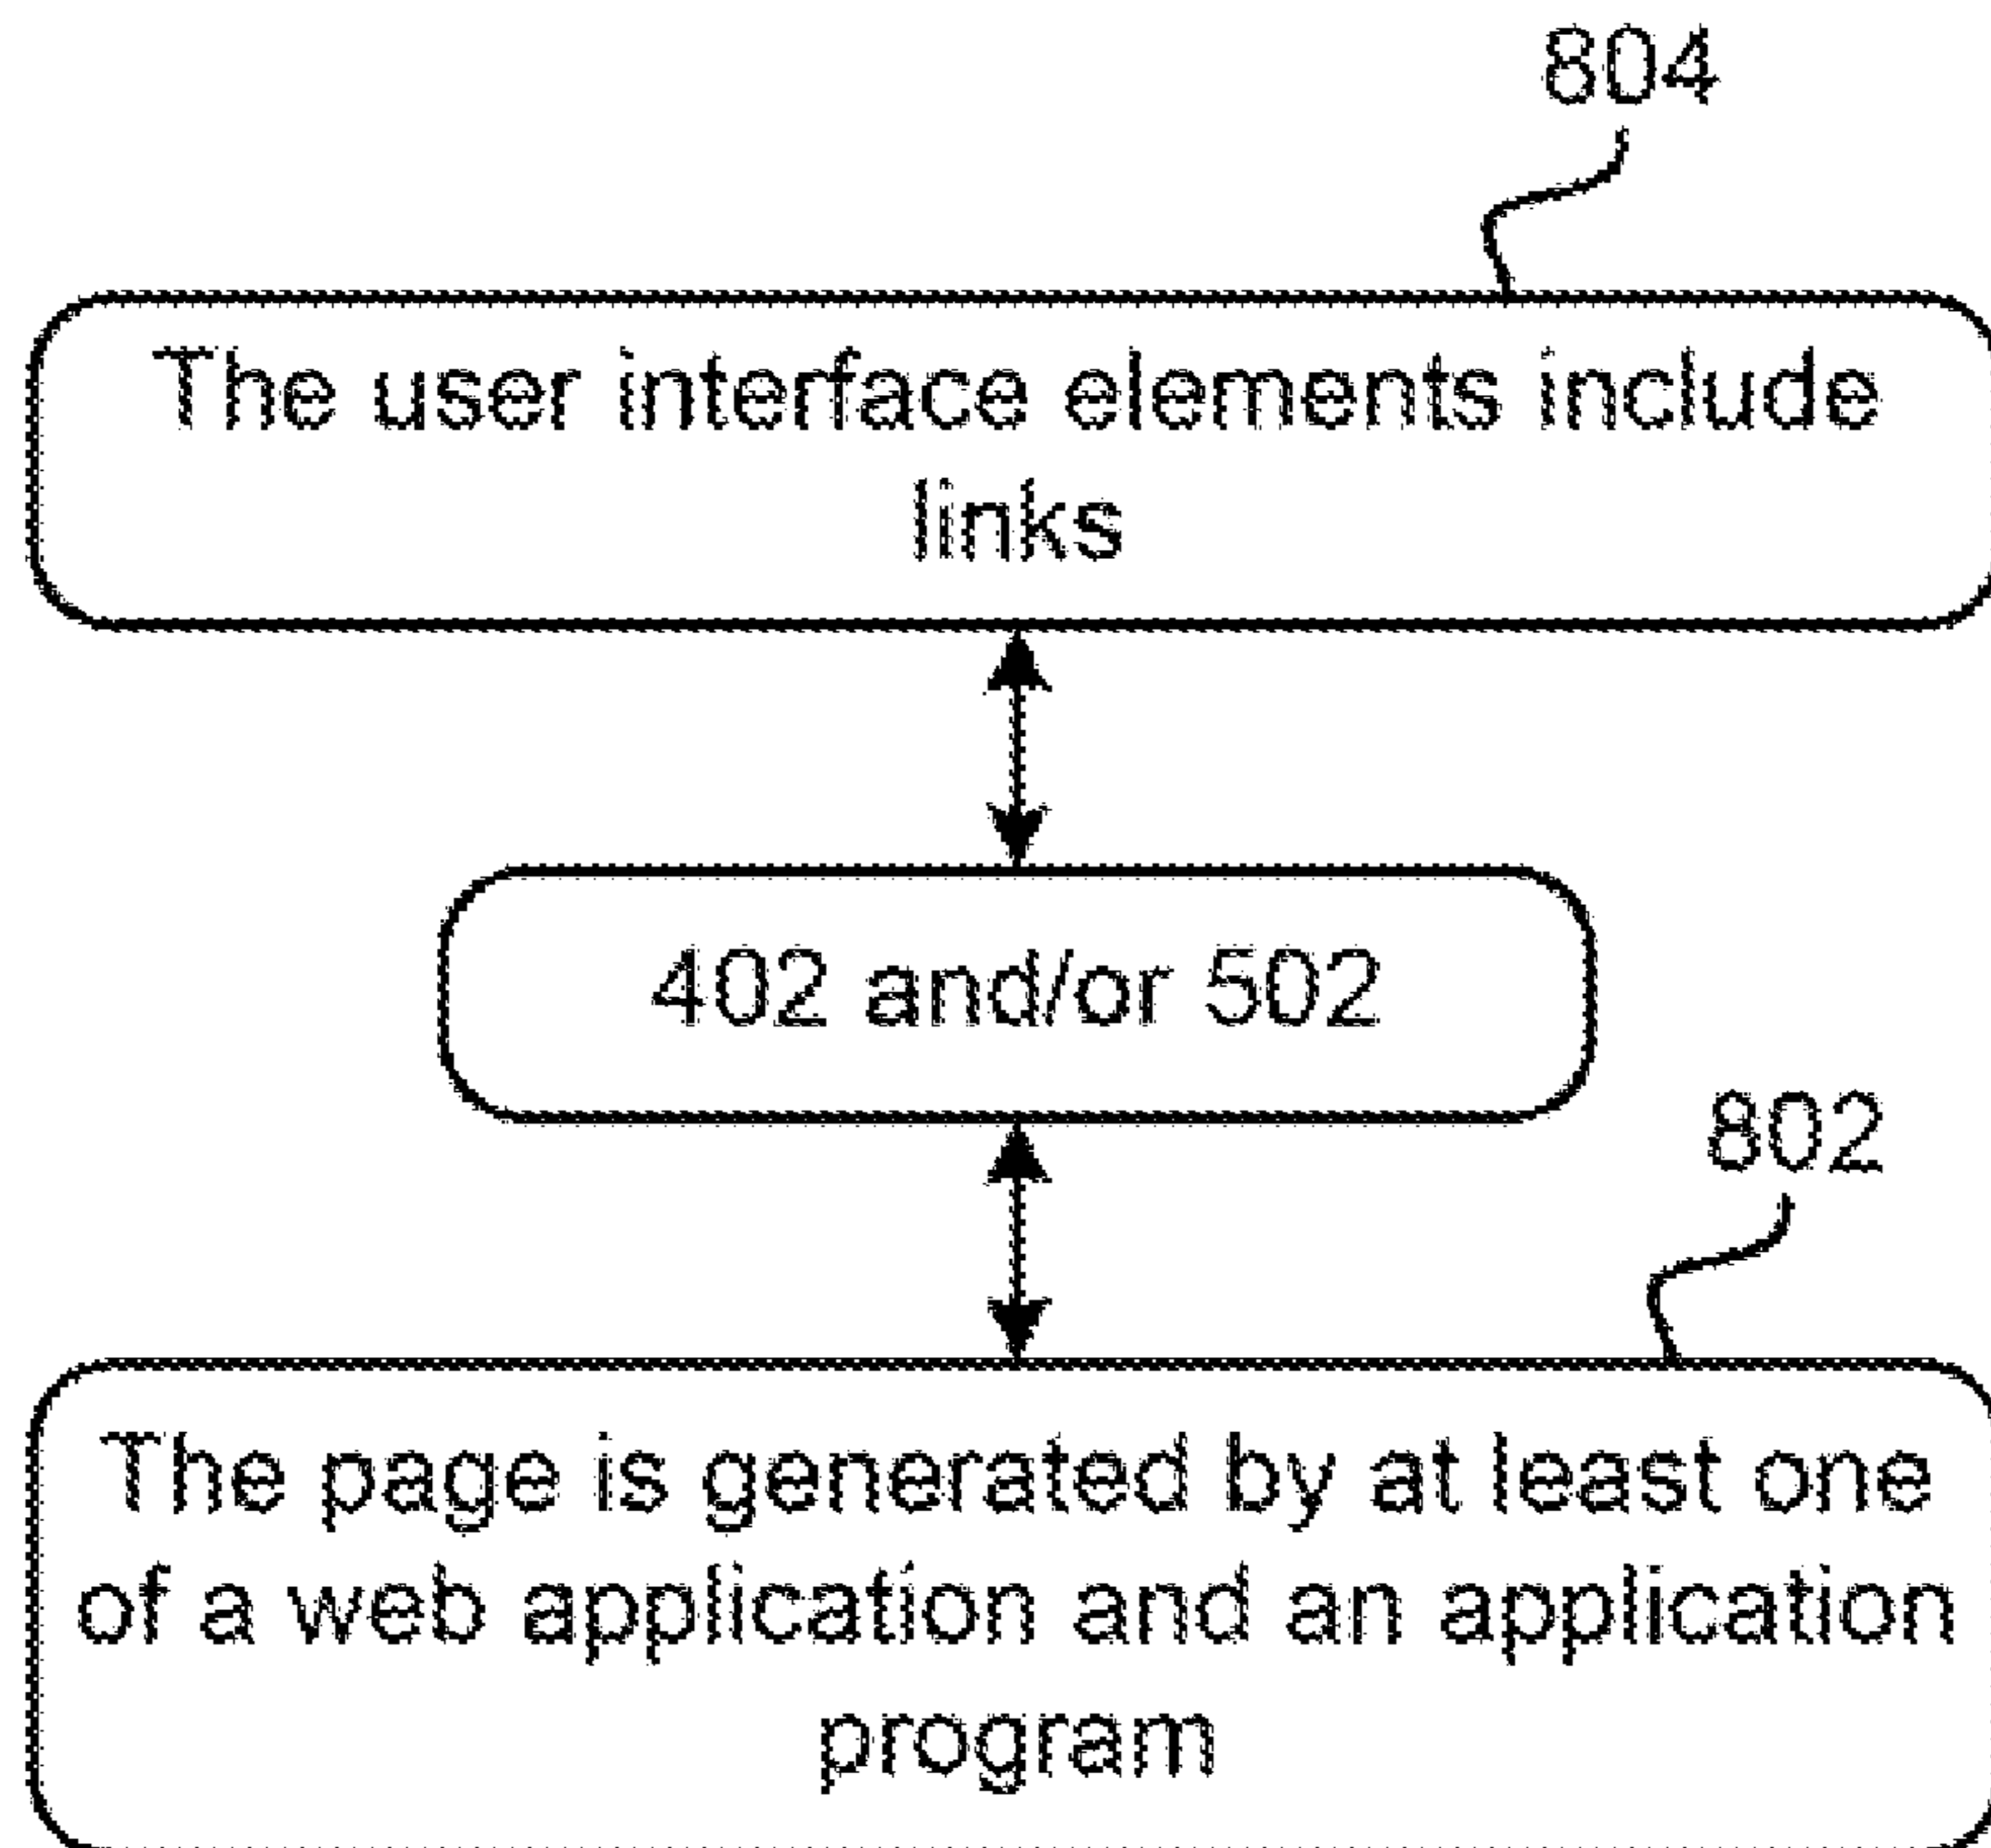 804
The user interface elements include
links
402 and/or 502
802
The page is generated by at least one
of a web application and an application
program